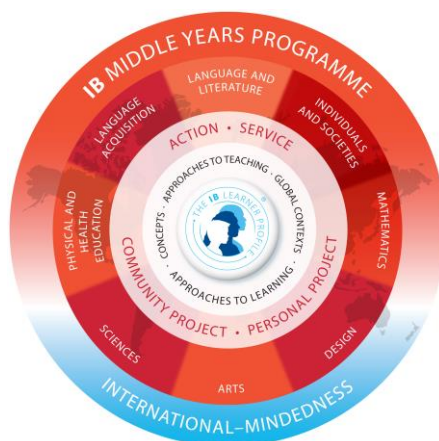 IB MIDDLE YEARS PROGRAMME
LANGUAGE AND
LITERATURE
LANGUAGE
ACQUISITION
INDIVIDUALS
AND SOCIETIES
PHYSICAL AND
HEALTH
EDUCATION
MATHEMATICS
SCIENCES
DESIGN
ARTS
ACTION • SERVICE
COMMUNITY PROJECT • PERSONAL PROJECT
CONCEPTS · APPROACHES TO TEACHING · GLOBAL CONTEXTS ·
APPROACHES TO LEARNING ·
THE IB LEARNER PROFILE
INTERNATIONAL–MINDEDNESS